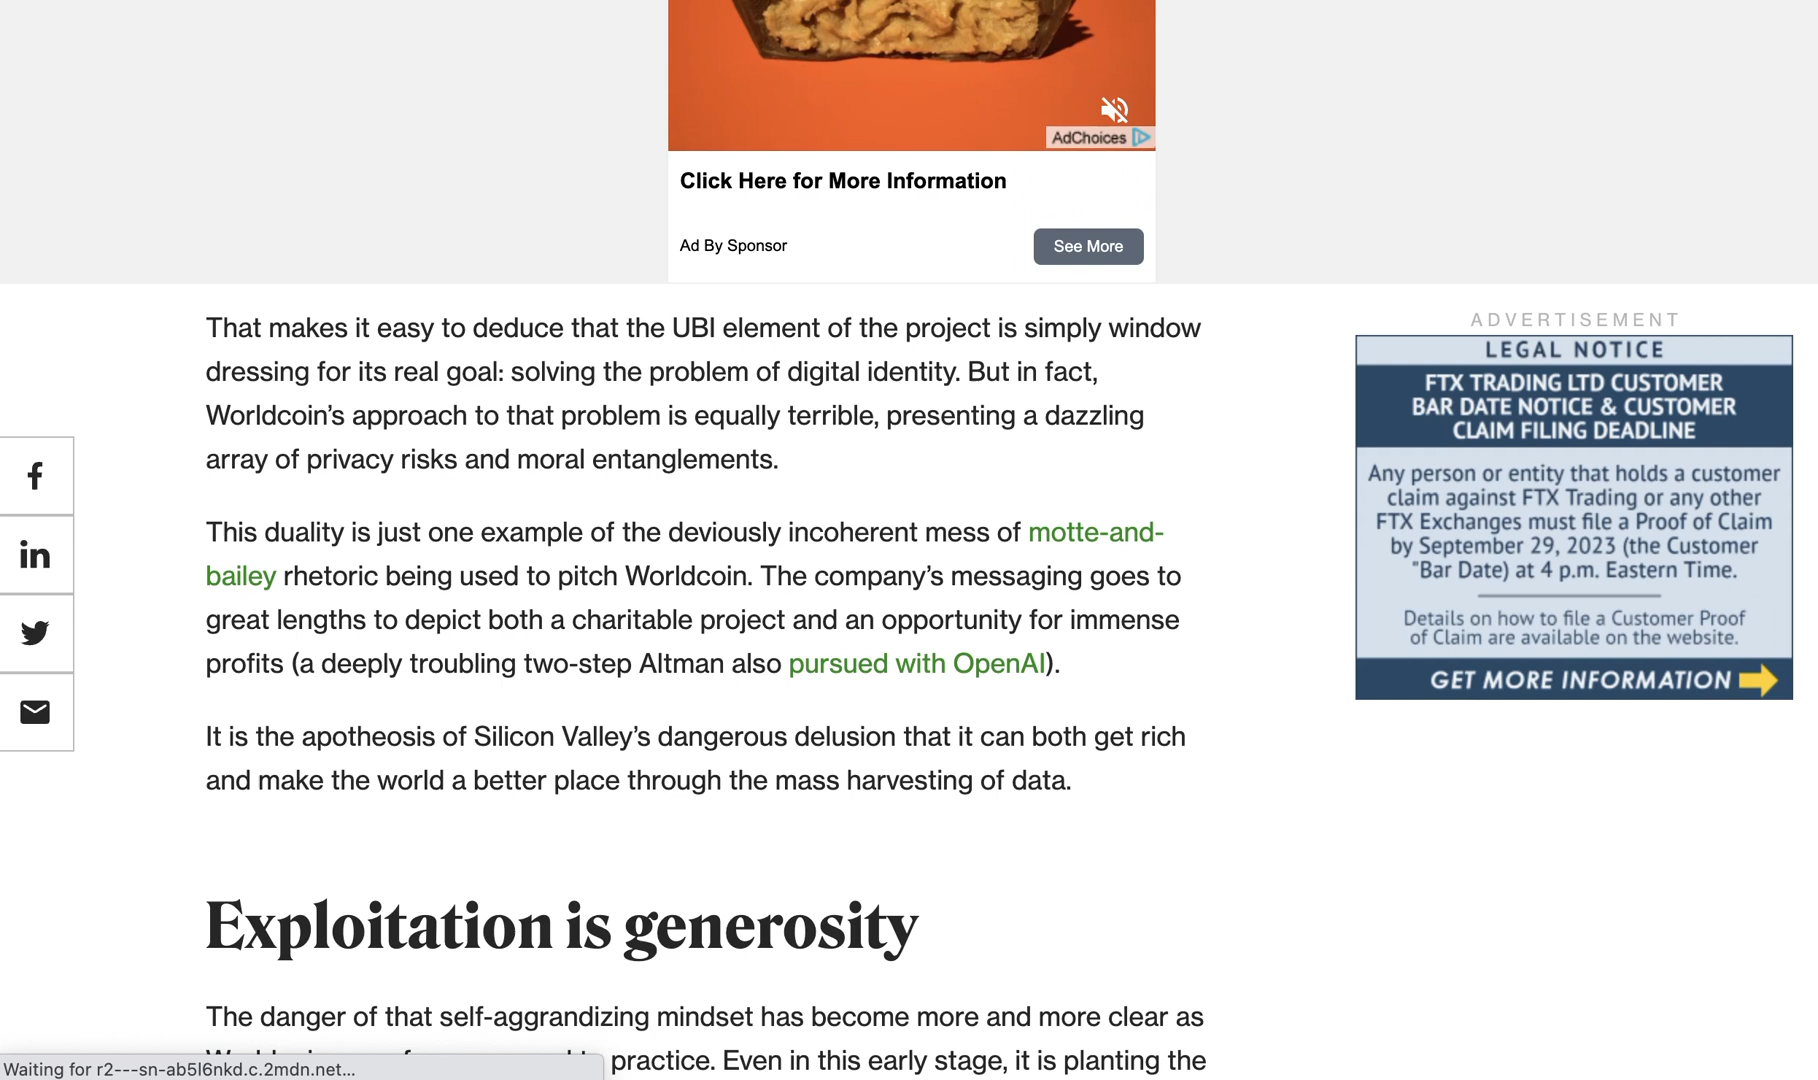 AdChoices
Click Here for More Information
Ad By Sponsor
See More
That makes it easy to deduce that the UBI element of the project is simply window
dressing for its real goal: solving the problem of digital identity. But in fact,
Worldcoin’s approach to that problem is equally terrible, presenting a dazzling
array of privacy risks and moral entanglements.
This duality is just one example of the deviously incoherent mess of motte-and-
bailey rhetoric being used to pitch Worldcoin. The company’s messaging goes to
great lengths to depict both a charitable project and an opportunity for immense
profits (a deeply troubling two-step Altman also pursued with OpenAI).
It is the apotheosis of Silicon Valley’s dangerous delusion that it can both get rich
and make the world a better place through the mass harvesting of data.
Exploitation is generosity
The danger of that self-aggrandizing mindset has become more and more clear as
practice. Even in this early stage, it is planting the
Waiting for r2---sn-ab5l6nkd.c.2mdn.net...
f
in
ADVERTISEMENT
LEGAL NOTICE
FTX TRADING LTD CUSTOMER
BAR DATE NOTICE & CUSTOMER
CLAIM FILING DEADLINE
Any person or entity that holds a customer
claim against FTX Trading or any other
FTX Exchanges must file a Proof of Claim
by September 29, 2023 (the Customer
"Bar Date) at 4 p.m. Eastern Time.
Details on how to file a Customer Proof
of Claim are available on the website.
GET MORE INFORMATION